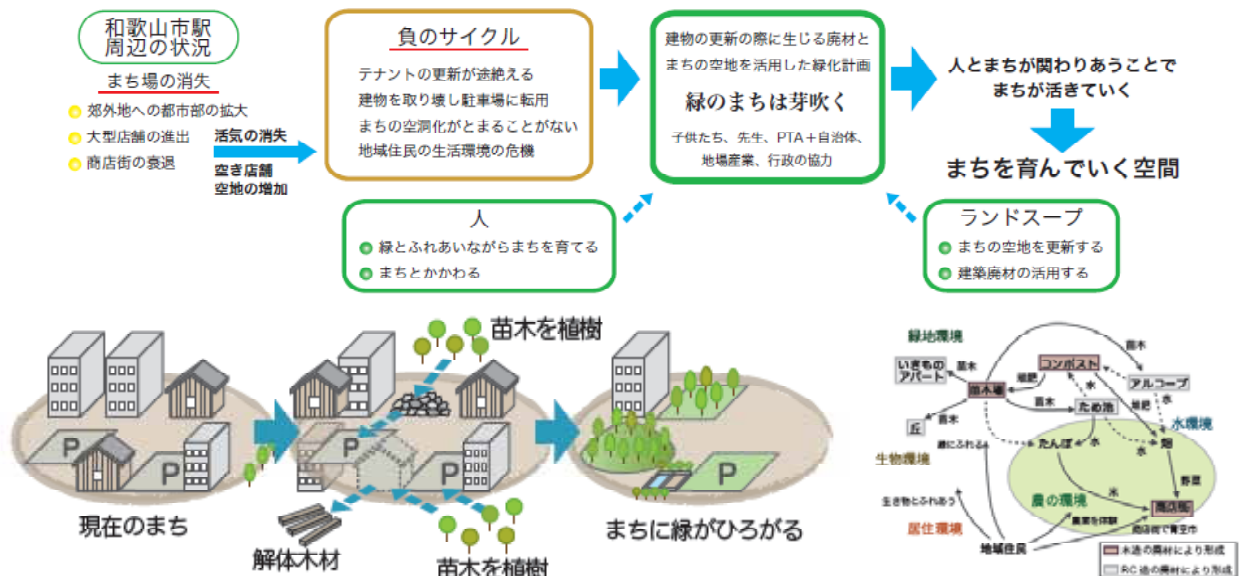 和歌山市駅
周辺の状況
まち場の消失
郊外地への都市部の拡大
大型店舗の進出
商店街の衰退
活気の消失
空き店舗
空地の増加
負のサイクル
テナントの更新が途絶える
建物を取り壊し駐車場に転用
まちの空洞化がとまることがない
地域住民の生活環境の危機
建物の更新の際に生じる廃材と
まちの空地を活用した緑化計画
緑のまちは芽吹く
子供たち、先生、PTA＋自治体、
地場産業、行政の協力
人とまちが関わりあうことで
まちが活きていく
まちを育んでいく空間
人
緑とふれあいながらまちを育てる
まちとかかわる
ランドスープ
まちの空地を更新する
建築廃材の活用する
苗木を植樹
P
P
現在のまち
P
P
解体木材
苗木を植樹
P
まちに緑がひろがる
緑地環境
いきもの
アパート
苗木
苗木場
堆肥
コンポスト
苗木
アルコープ
水
水
苗木
ため池
堆肥
苗木
丘
緑にふれる
たんぼ
水
水
畑
水環境
生物環境
野菜
生き物とふれあう
農の環境
水
商店街
居住環境
農業を体験
商店街で青空市
地域住民
木造の廃材により形成
RC造の廃材により形成